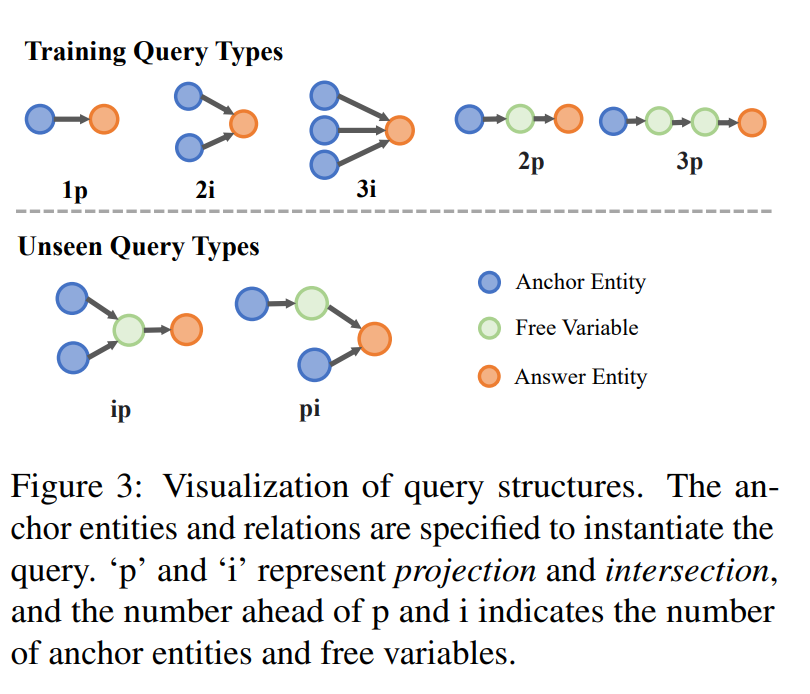 Training Query Types
1p
2i
3i
2p
3p
Unseen Query Types
ip
pi
Anchor Entity
Free Variable
Answer Entity
Figure 3: Visualization of query structures. The an-
chor entities and relations are specified to instantiate the
query. ‘p’ and ‘i’ represent projection and intersection,
and the number ahead of p and i indicates the number
of anchor entities and free variables.